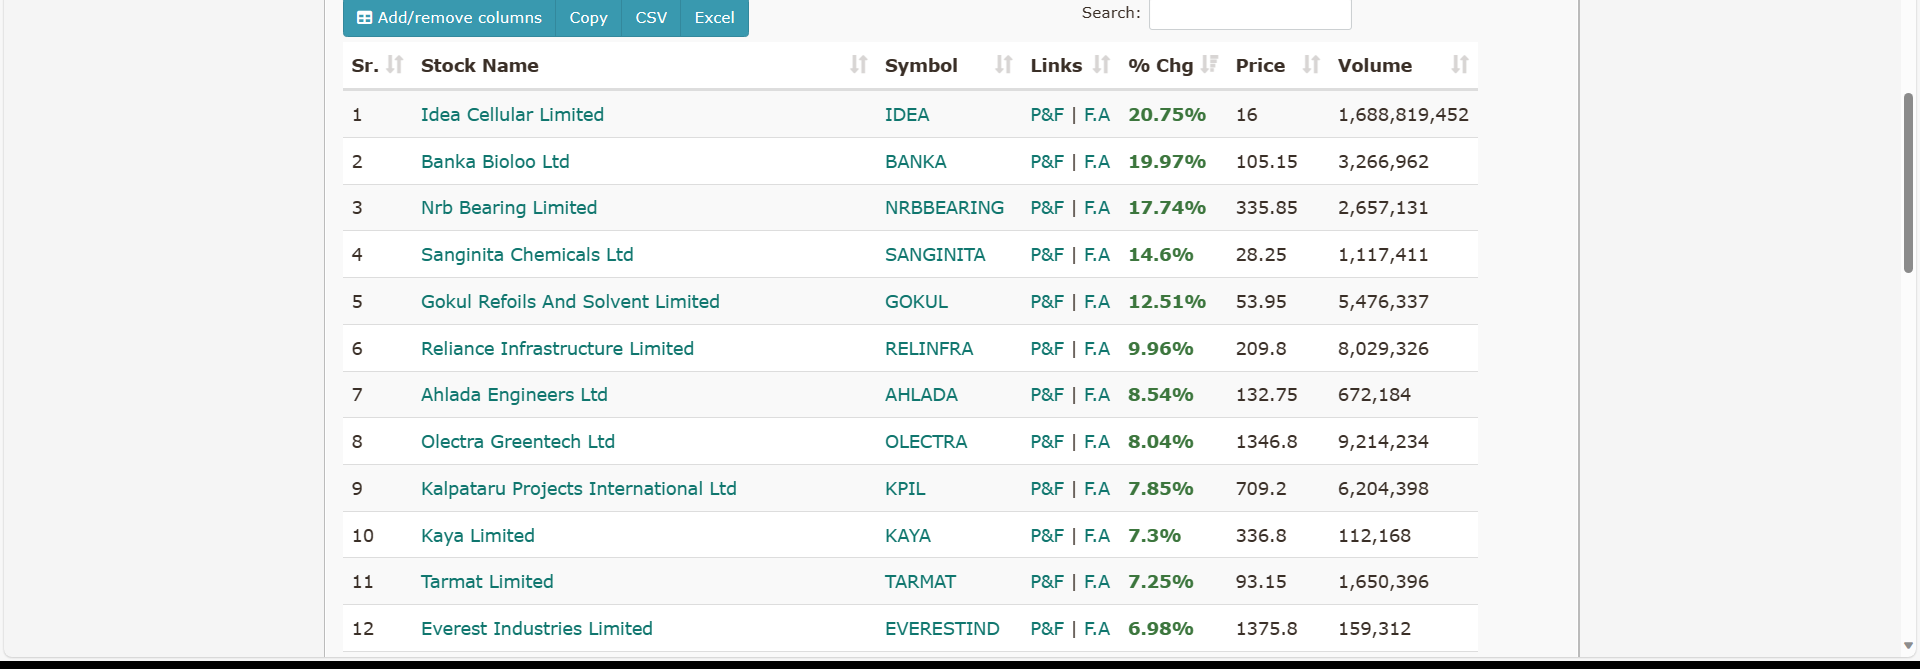 Add/remove columns Copy CSV Excel Search:
Sr. Stock Name Symbol Links % Chg Price Volume
1 Idea Cellular Limited IDEA P&F | F.A 20.75% 16 1,688,819,452
2 Banka Bioloo Ltd BANKA P&F | F.A 19.97% 105.15 3,266,962
3 Nrb Bearing Limited NRBBEARING P&F | F.A 17.74% 335.85 2,657,131
4 Sanginita Chemicals Ltd SANGINITA P&F | F.A 14.6% 28.25 1,117,411
5 Gokul Refoils And Solvent Limited GOKUL P&F | F.A 12.51% 53.95 5,476,337
6 Reliance Infrastructure Limited RELINFRA P&F | F.A 9.96% 209.8 8,029,326
7 Ahlada Engineers Ltd AHLADA P&F | F.A 8.54% 132.75 672,184
8 Olectra Greentech Ltd OLECTRA P&F | F.A 8.04% 1346.8 9,214,234
9 Kalpataru Projects International Ltd KPIL P&F | F.A 7.85% 709.2 6,204,398
10 Kaya Limited KAYA P&F | F.A 7.3% 336.8 112,168
11 Tarmat Limited TARMAT P&F | F.A 7.25% 93.15 1,650,396
12 Everest Industries Limited EVERESTIND P&F | F.A 6.98% 1375.8 159,312